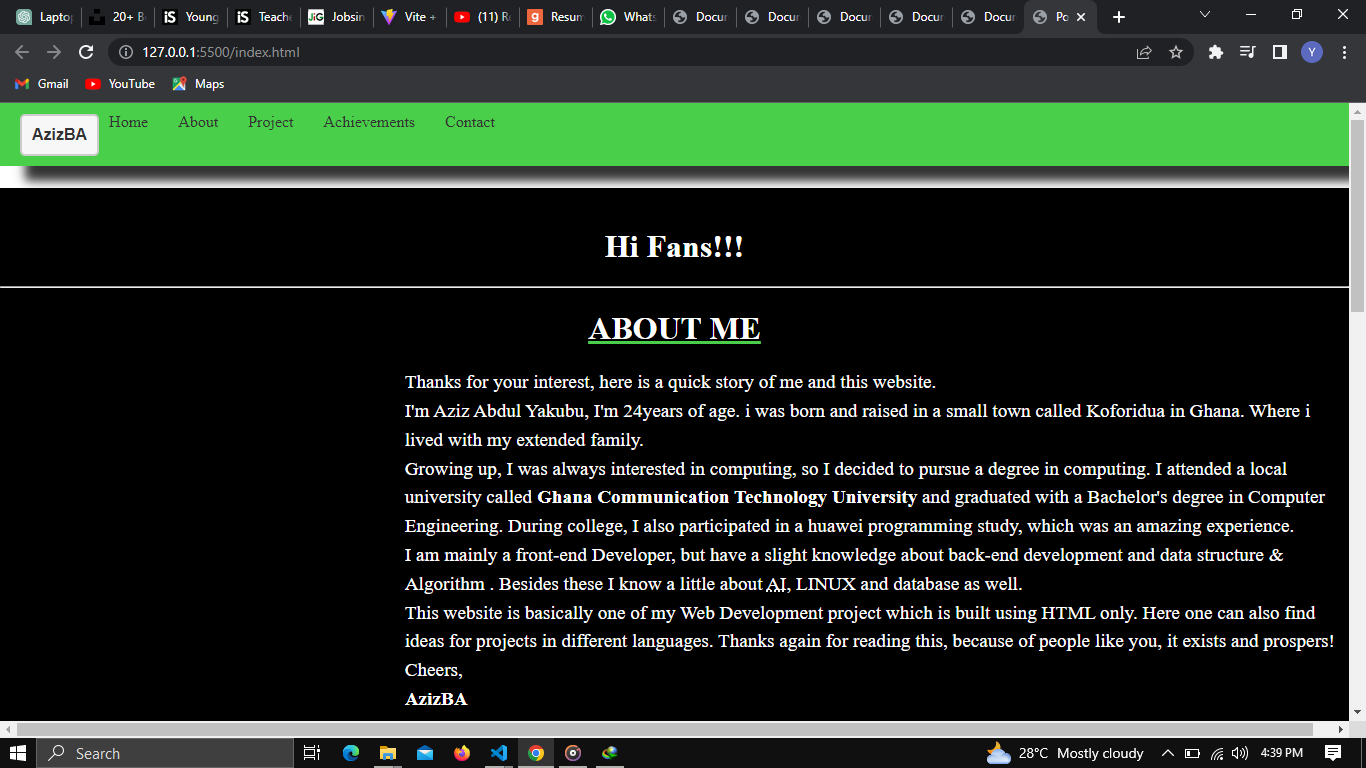 Laptop
20+ B
Young
Teache
Jobsin
Vite +
(11) R
Resum
Whats
Docum
Docum
Docum
Docum
Docum
Po
127.0.0.1:5500/index.html
Y
Gmail
YouTube
Maps
AzizBA
Home
About
Project
Achievements
Contact
Hi Fans!!!
ABOUT ME
Thanks for your interest, here is a quick story of me and this website.
I'm Aziz Abdul Yakubu, I'm 24years of age. i was born and raised in a small town called Koforidua in Ghana. Where i
lived with my extended family.
Growing up, I was always interested in computing, so I decided to pursue a degree in computing. I attended a local
university called Ghana Communication Technology University and graduated with a Bachelor's degree in Computer
Engineering. During college, I also participated in a huawei programming study, which was an amazing experience.
I am mainly a front-end Developer, but have a slight knowledge about back-end development and data structure &
Algorithm . Besides these I know a little about AI, LINUX and database as well.
This website is basically one of my Web Development project which is built using HTML only. Here one can also find
ideas for projects in different languages. Thanks again for reading this, because of people like you, it exists and prospers!
Cheers,
AzizBA
Search
28°C Mostly cloudy
4:39 PM